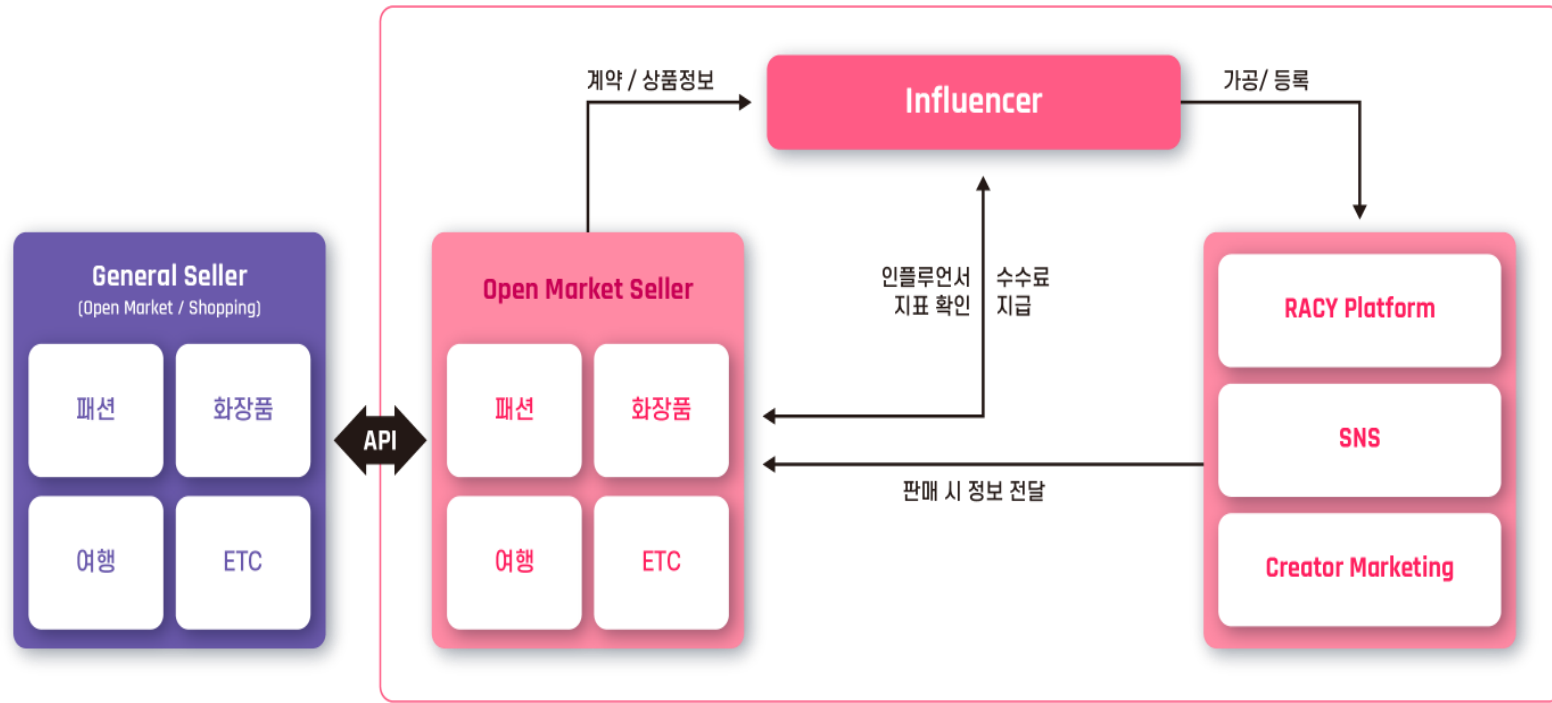 계약 / 상품정보
Influencer
가공/ 등록
General Seller
(Open Market / Shopping)
패션
화장품
여행
ETC
API
Open Market Seller
패션
화장품
여행
ETC
인플루언서
지표 확인
수수료
지급
판매 시 정보 전달
RACY Platform
SNS
Creator Marketing